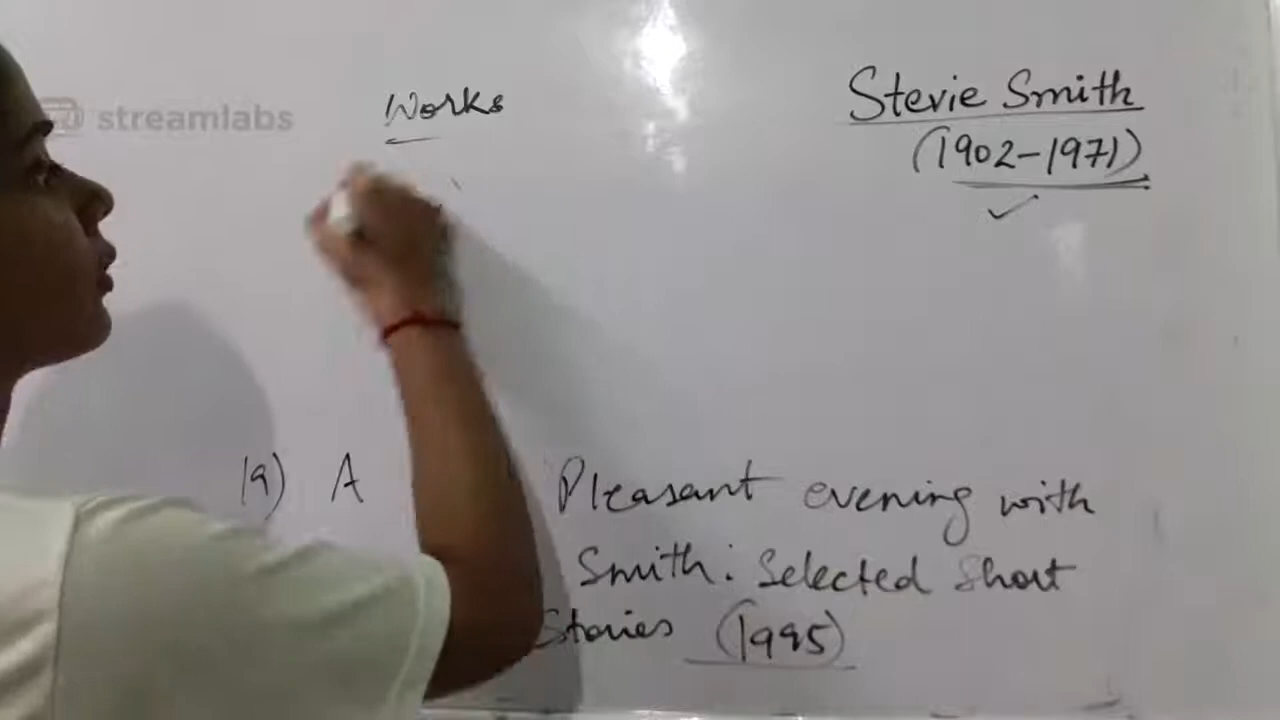 streamlabs
Works
Stevie Smith
(1902-1971)
19) A Pleasant evening with
Smith: Selected Short
Stories (1995)